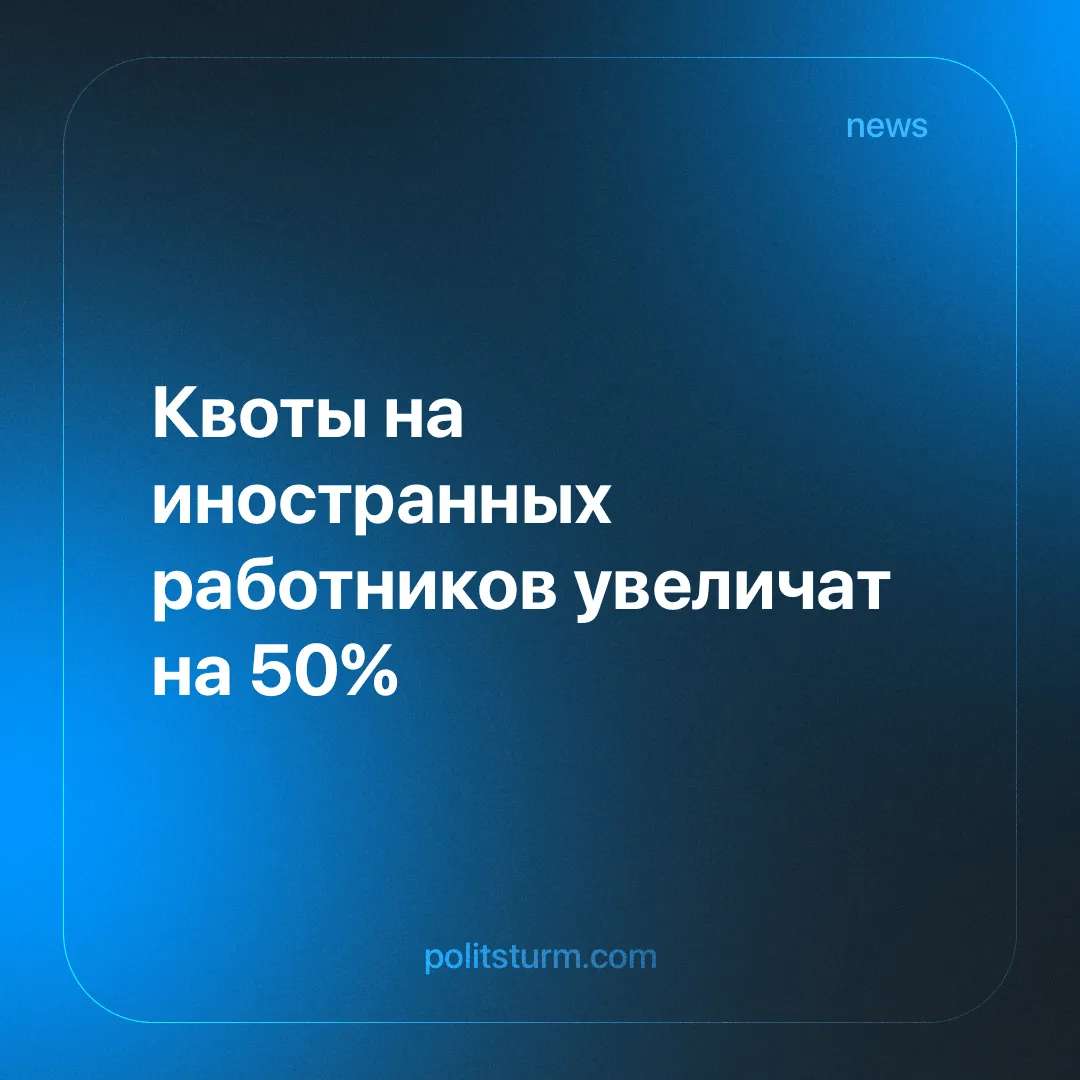 news
Квоты на
иностранных
работников увеличат
на 50%
politsturm.com